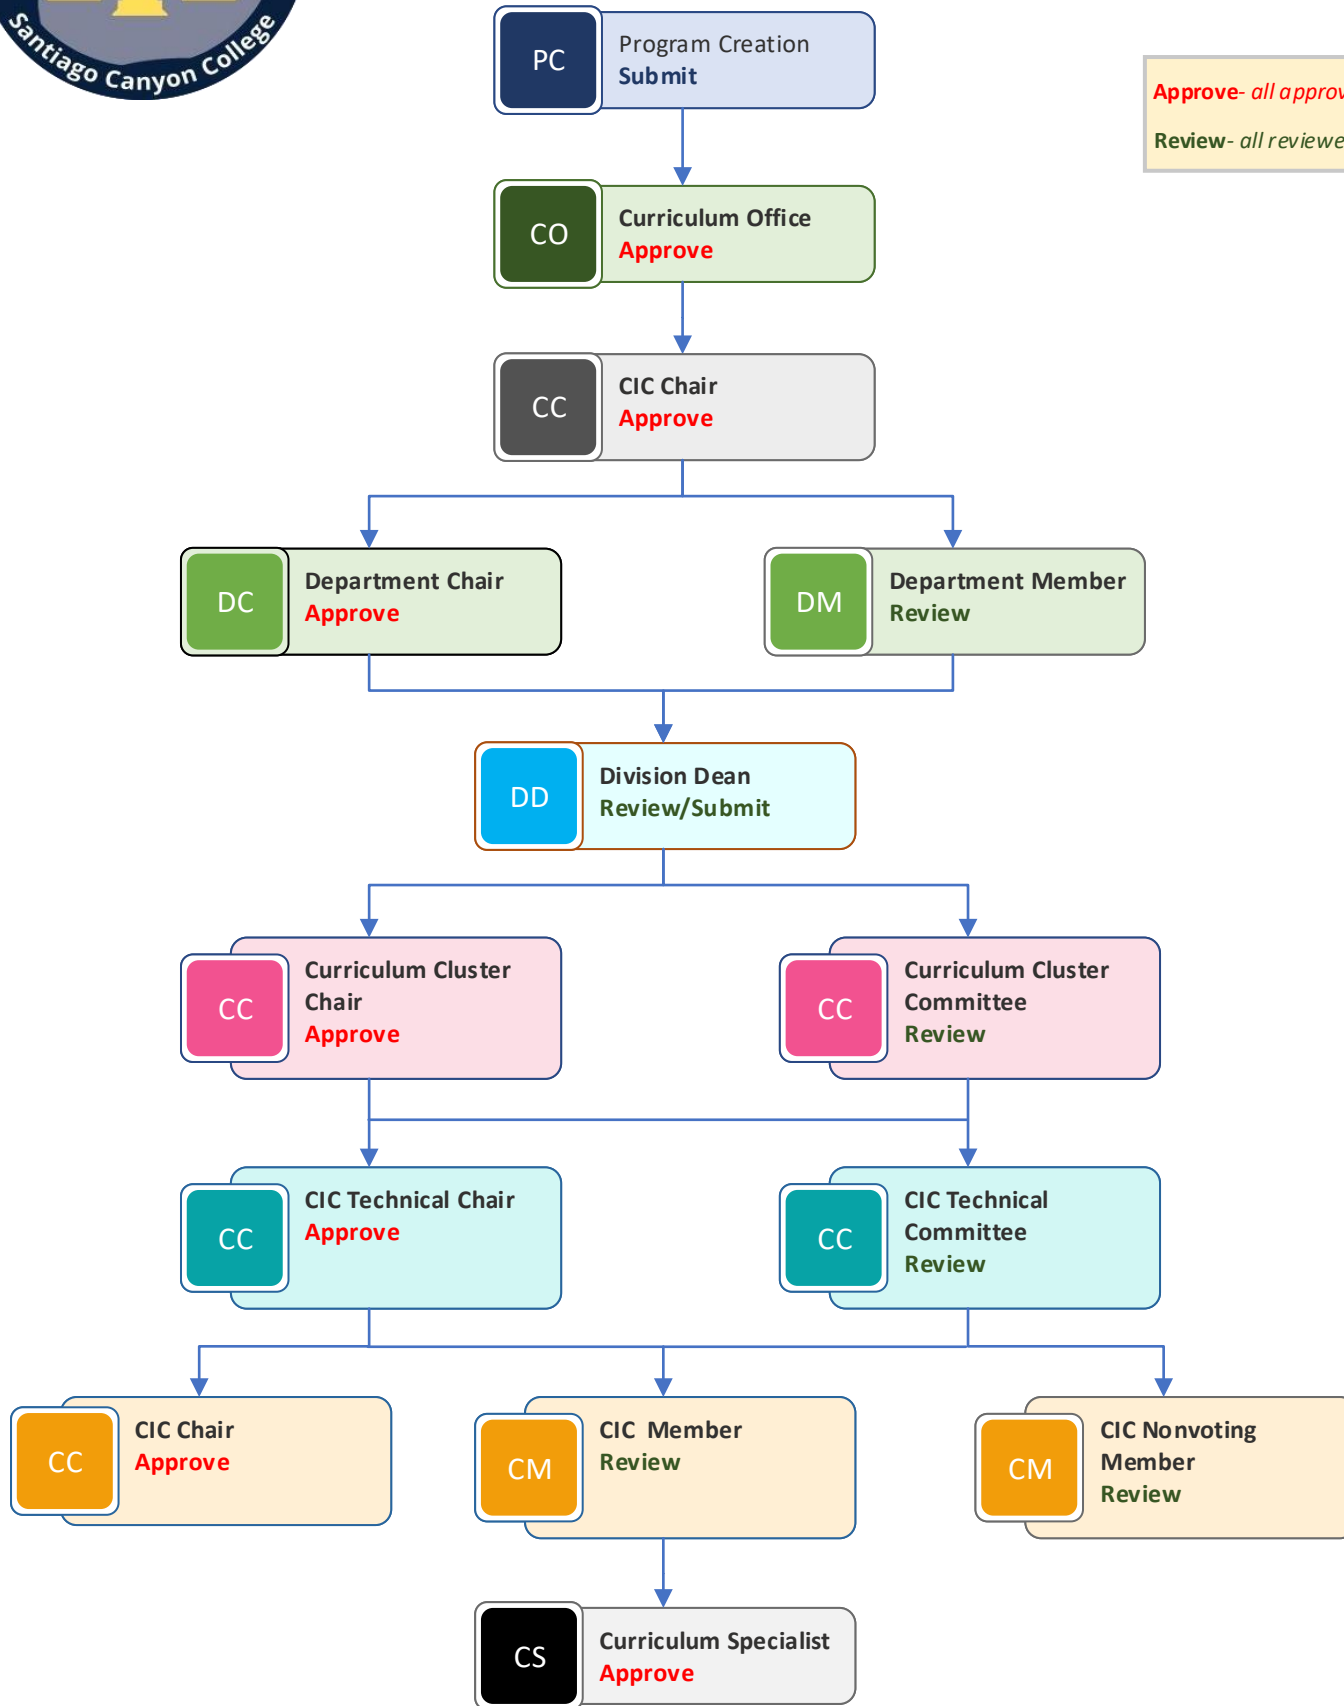 Santiago Canyon College
PC
Program Creation
Submit
Approve- all approv
Review- all reviewe
CO
Curriculum Office
Approve
CC
CIC Chair
Approve
DC
Department Chair
Approve
DM
Department Member
Review
DD
Division Dean
Review/Submit
CC
Curriculum Cluster
Chair
Approve
CC
Curriculum Cluster
Committee
Review
CC
CIC Technical Chair
Approve
CC
CIC Technical
Committee
Review
CC
CIC Chair
Approve
CM
CIC Member
Review
CM
CIC Nonvoting
Member
Review
CS
Curriculum Specialist
Approve